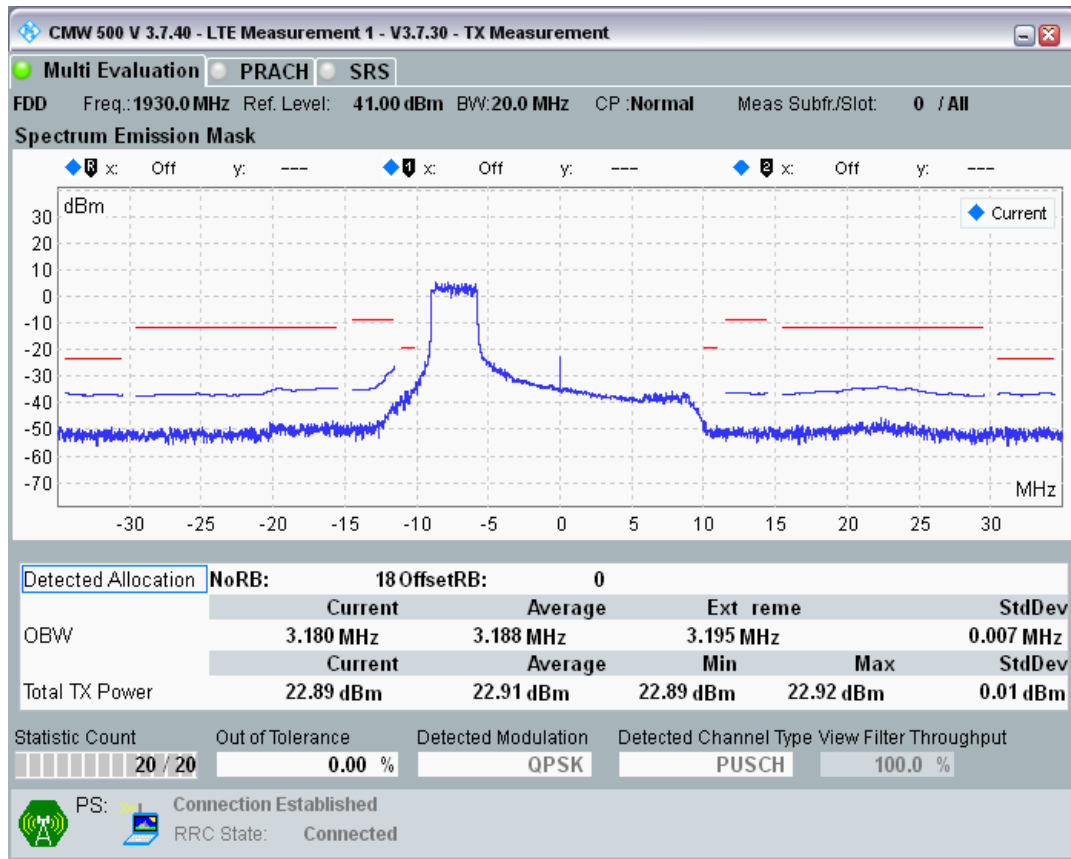 CMW 500 V 3.7.40 - LTE Measurement 1 - V3.7.30 - TX Measurement
Multi Evaluation PRACH SRS
FDD Freq.: 1930.0 MHz Ref. Level: 41.00 dBm BW: 20.0 MHz CP : Normal Meas Subfr./Slot: 0 / All
Spectrum Emission Mask
R x: Off y: --- 1 x: Off y: --- 2 x: Off y: ---
dBm
Current
30
20
10
0
-10
-20
-30
-40
-50
-60
-70
MHz
-30 -25 -20 -15 -10 -5 0 5 10 15 20 25 30
Detected Allocation NoRB: 18 OffsetRB: 0
Current Average Ext reme StdDev
OBW 3.180 MHz 3.188 MHz 3.195 MHz 0.007 MHz
Current Average Min Max StdDev
Total TX Power 22.89 dBm 22.91 dBm 22.89 dBm 22.92 dBm 0.01 dBm
Statistic Count Out of Tolerance Detected Modulation Detected Channel Type View Filter Throughput
20 / 20 0.00 % QPSK PUSCH 100.0 %
PS: Connection Established
RRC State: Connected